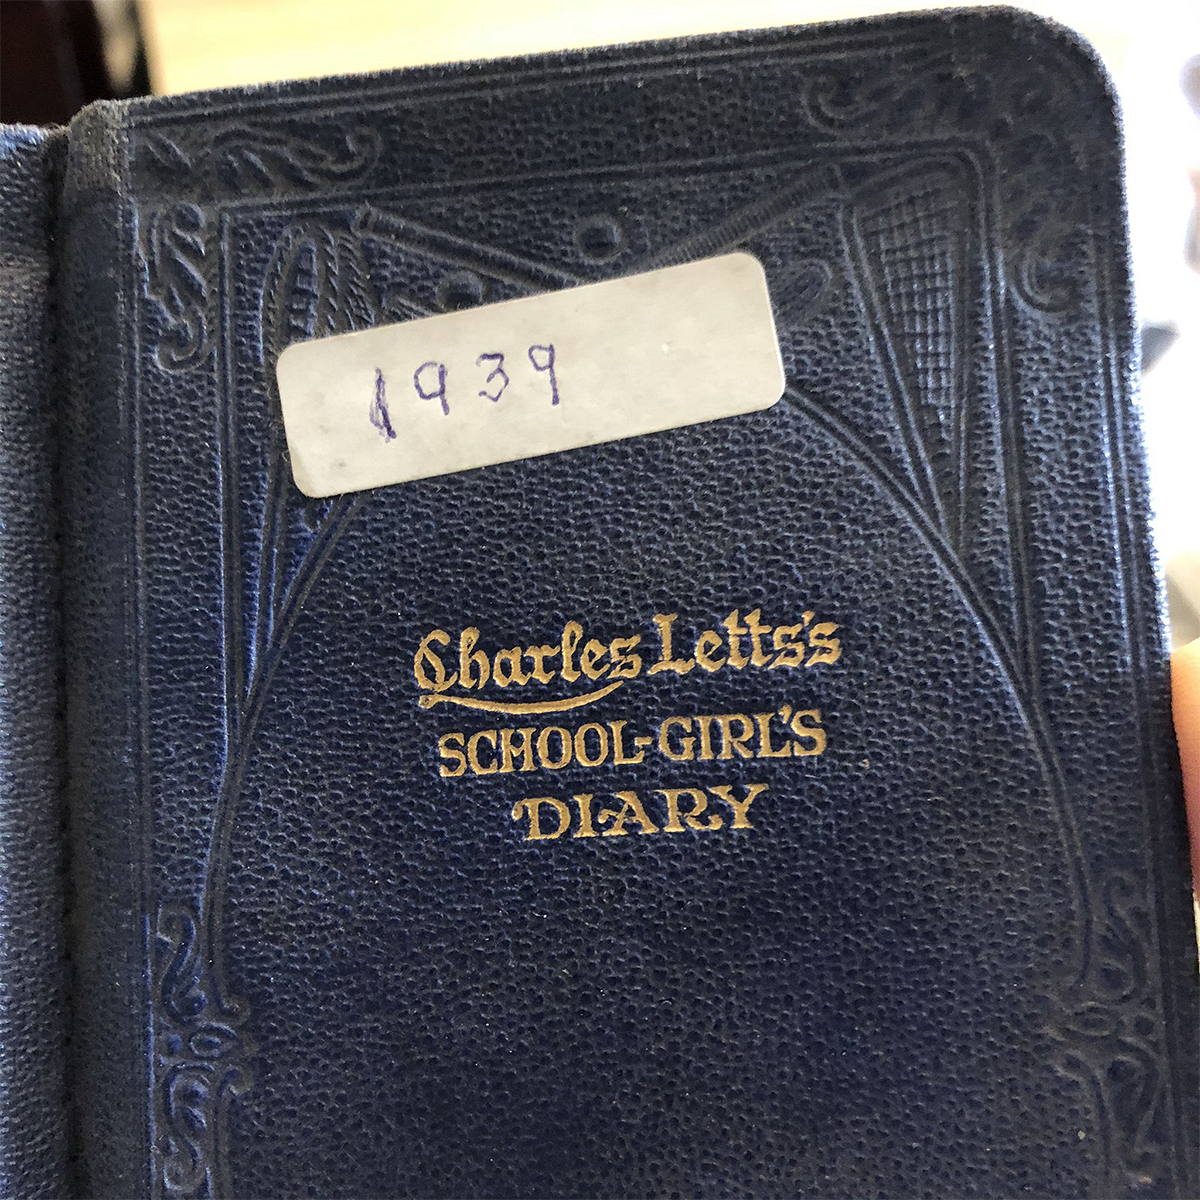 1939
Charles Letts's
SCHOOL-GIRL'S
DIARY